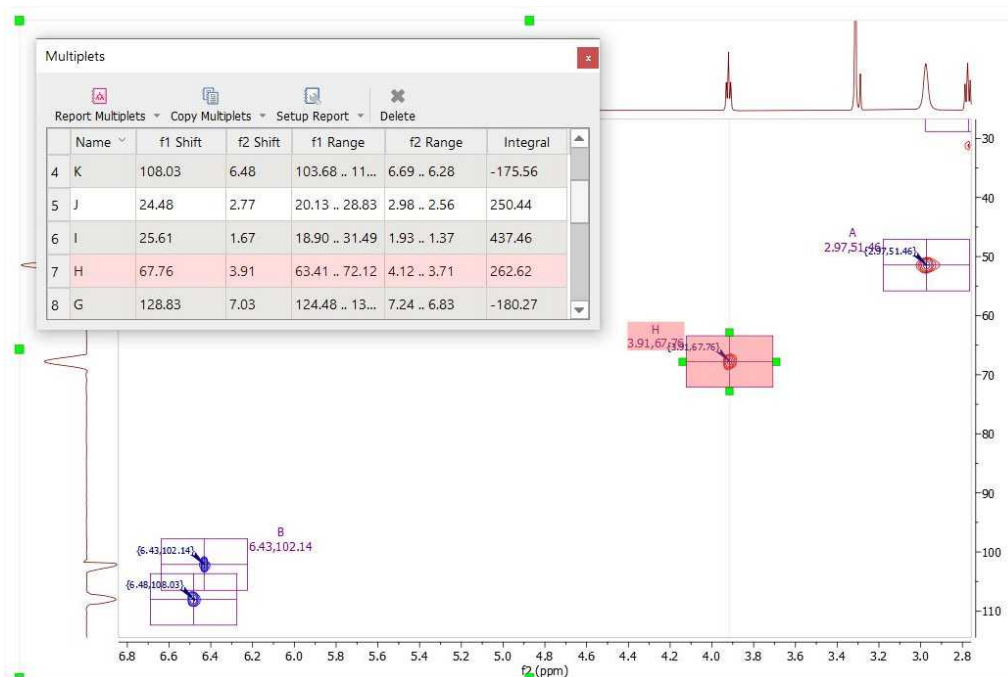 Multiplets
x
Report Multiplets Copy Multiplets Setup Report Delete
Name f1 Shift f2 Shift f1 Range f2 Range Integral
4 K 108.03 6.48 103.68 .. 11... 6.69 .. 6.28 -175.56
5 J 24.48 2.77 20.13 .. 28.83 2.98 .. 2.56 250.44
6 I 25.61 1.67 18.90 .. 31.49 1.93 .. 1.37 437.46
7 H 67.76 3.91 63.41 .. 72.12 4.12 .. 3.71 262.62
8 G 128.83 7.03 124.48 .. 13... 7.24 .. 6.83 -180.27
A
2.97,51.46
{2.97,51.46}
H
3.91,67.76
{3.91,67.76}
B
6.43,102.14
{6.43,102.14}
{6.48,108.03}
30
40
50
60
70
80
90
100
110
6.8 6.6 6.4 6.2 6.0 5.8 5.6 5.4 5.2 5.0 4.8 4.6 4.4 4.2 4.0 3.8 3.6 3.4 3.2 3.0 2.8
f2 (ppm)